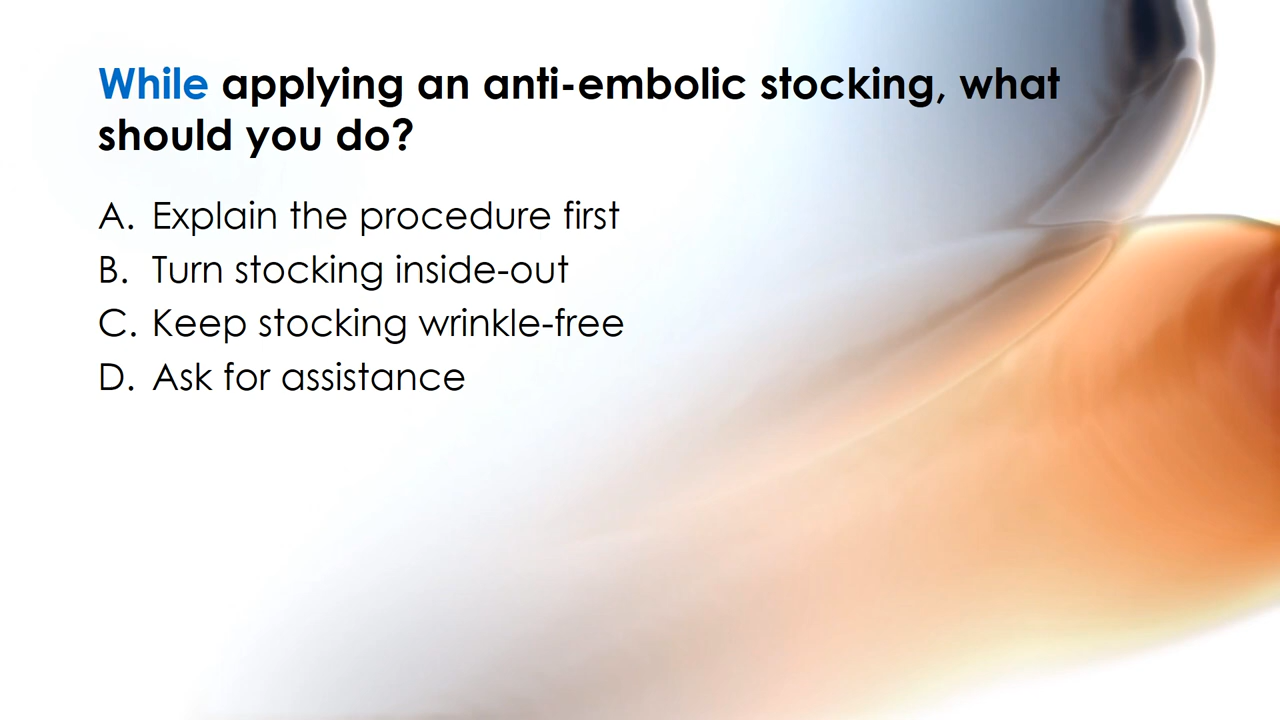 While applying an anti-embolic stocking, what
should you do?
A. Explain the procedure first
B. Turn stocking inside-out
C. Keep stocking wrinkle-free
D. Ask for assistance